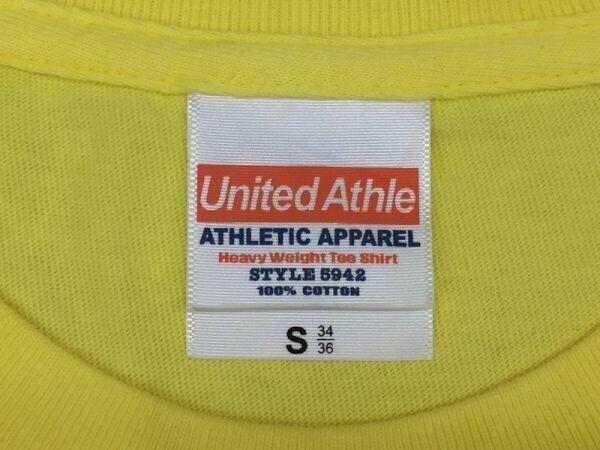 United Athle
ATHLETIC APPAREL
Heavy Weight Tee Shirt
STYLE 5942
100% COTTON
S 34/36